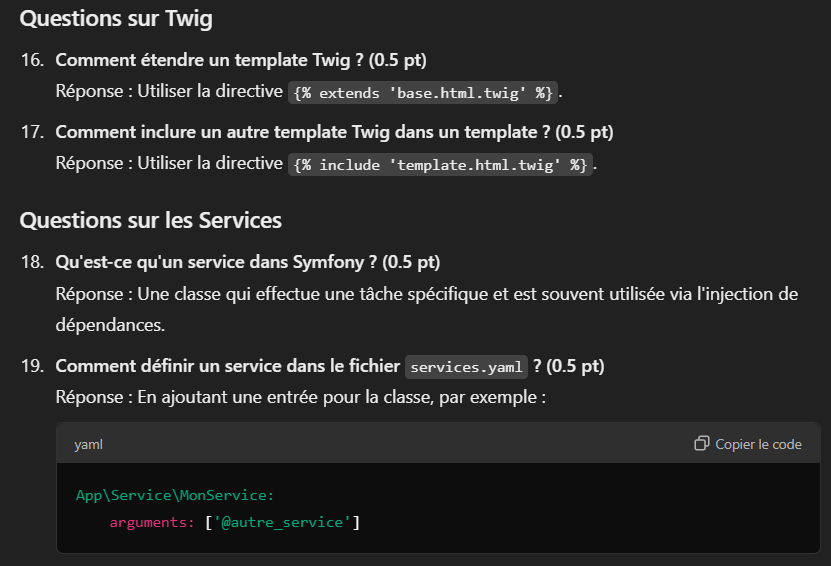 Questions sur Twig
16. Comment étendre un template Twig ? (0.5 pt)
Réponse : Utiliser la directive {% extends 'base.html.twig' %}.
17. Comment inclure un autre template Twig dans un template ? (0.5 pt)
Réponse : Utiliser la directive {% include 'template.html.twig' %}.
Questions sur les Services
18. Qu'est-ce qu'un service dans Symfony ? (0.5 pt)
Réponse : Une classe qui effectue une tâche spécifique et est souvent utilisée via l'injection de
dépendances.
19. Comment définir un service dans le fichier services.yaml ? (0.5 pt)
Réponse : En ajoutant une entrée pour la classe, par exemple :
yaml Copier le code
App\Service\MonService:
    arguments: ['@autre_service']